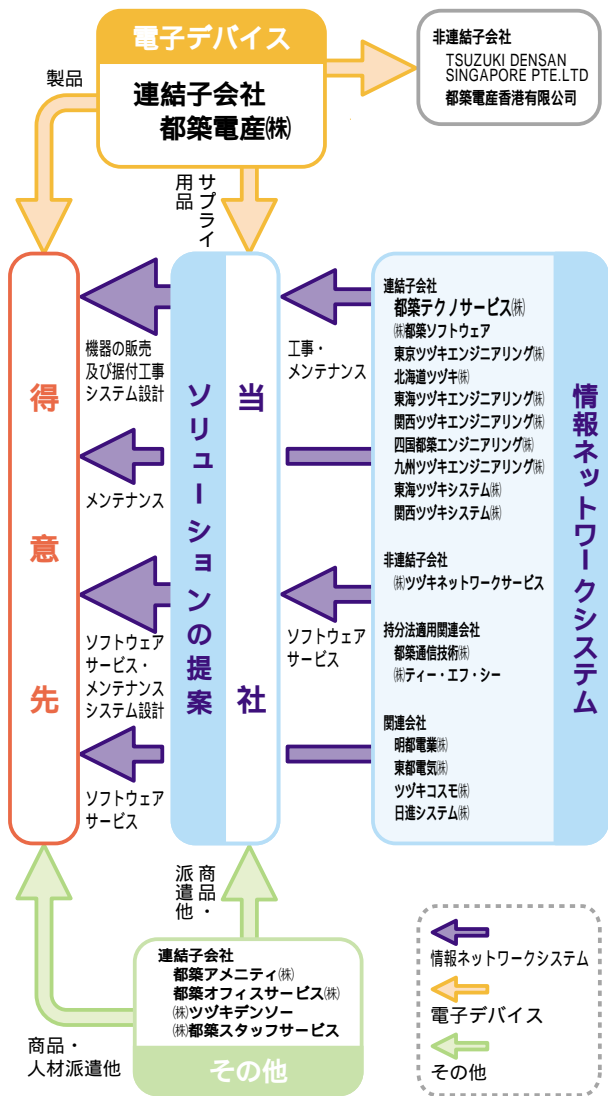 電子デバイス
連結子会社
都築電産㈱
非連結子会社
TSUZUKI DENSAN
SINGAPORE PTE.LTD
都築電産香港有限公司
製品
サプライ
用品
得意先
機器の販売
及び据付工事
システム設計
メンテナンス
ソフトウェア
サービス・
メンテナンス
システム設計
ソフトウェア
サービス
ソリューションの提案
当社
工事・
メンテナンス
ソフトウェア
サービス
連結子会社
都築テクノサービス㈱
㈱都築ソフトウェア
東京ツヅキエンジニアリング㈱
北海道ツヅキ㈱
東海ツヅキエンジニアリング㈱
関西ツヅキエンジニアリング㈱
四国都築エンジニアリング㈱
九州ツヅキエンジニアリング㈱
東海ツヅキシステム㈱
関西ツヅキシステム㈱
非連結子会社
㈱ツヅキネットワークサービス
持分法適用関連会社
都築通信技術㈱
㈱ティー・エフ・シー
関連会社
明都電業㈱
東都電気㈱
ツヅキコスモ㈱
日進システム㈱
情報ネットワークシステム
商品・
派遣他
連結子会社
都築アメニティ㈱
都築オフィスサービス㈱
㈱ツヅキデンソー
㈱都築スタッフサービス
その他
商品・
人材派遣他
情報ネットワークシステム
電子デバイス
その他